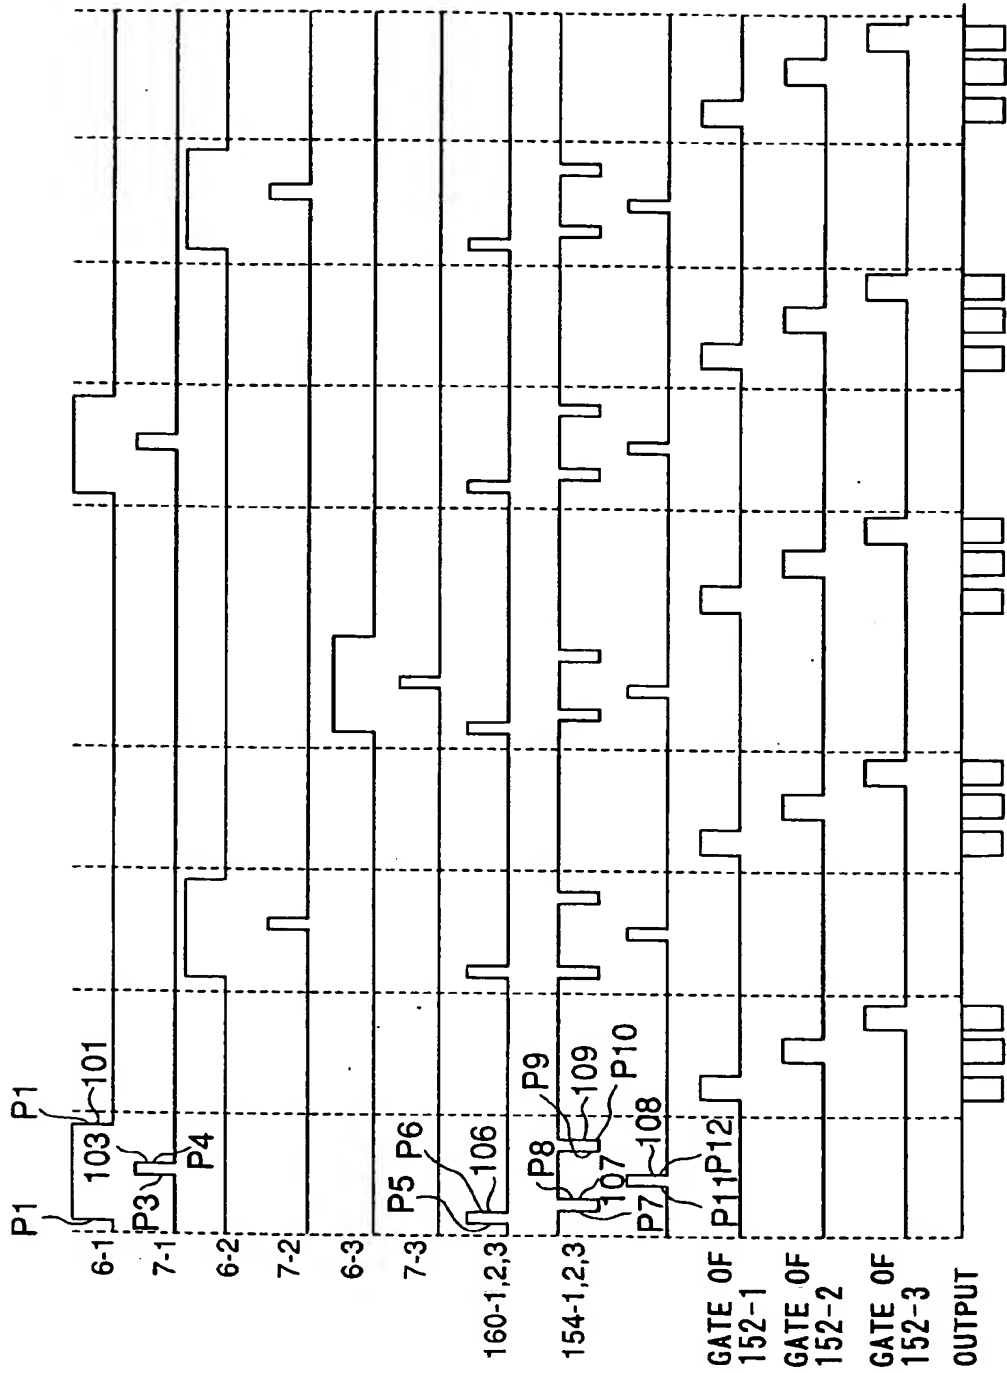 P1
P1
101
6-1
103
7-1
P3
P4
6-2
7-2
6-3
7-3
P5
P6
160-1,2,3
106
P8
P9
154-1,2,3
109
107
P10
P7
108
P11
P12
GATE OF
152-1
GATE OF
152-2
GATE OF
152-3
OUTPUT